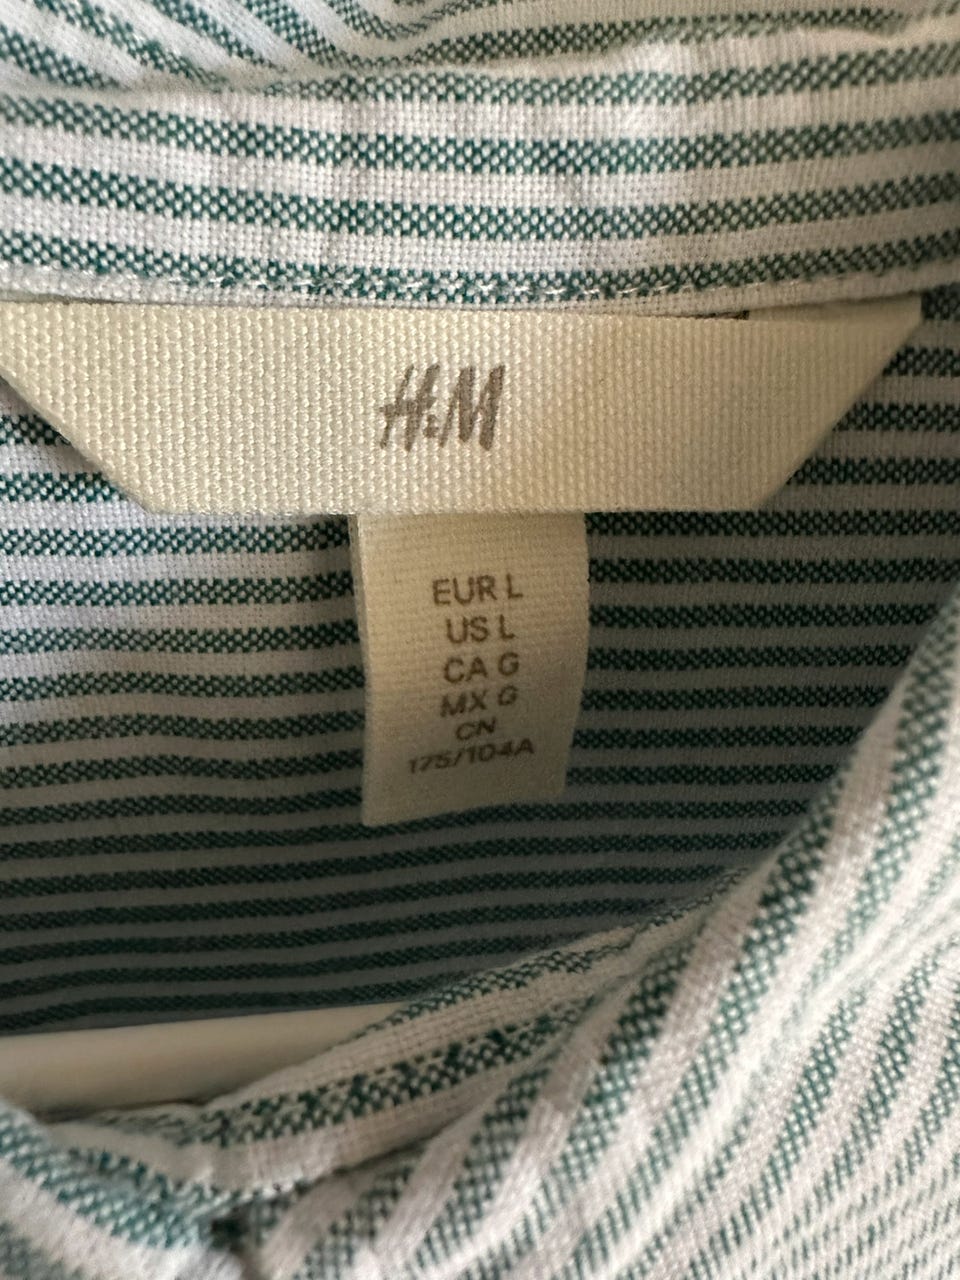 H&M
EUR L
US L
CA G
MX G
CN
175/104A